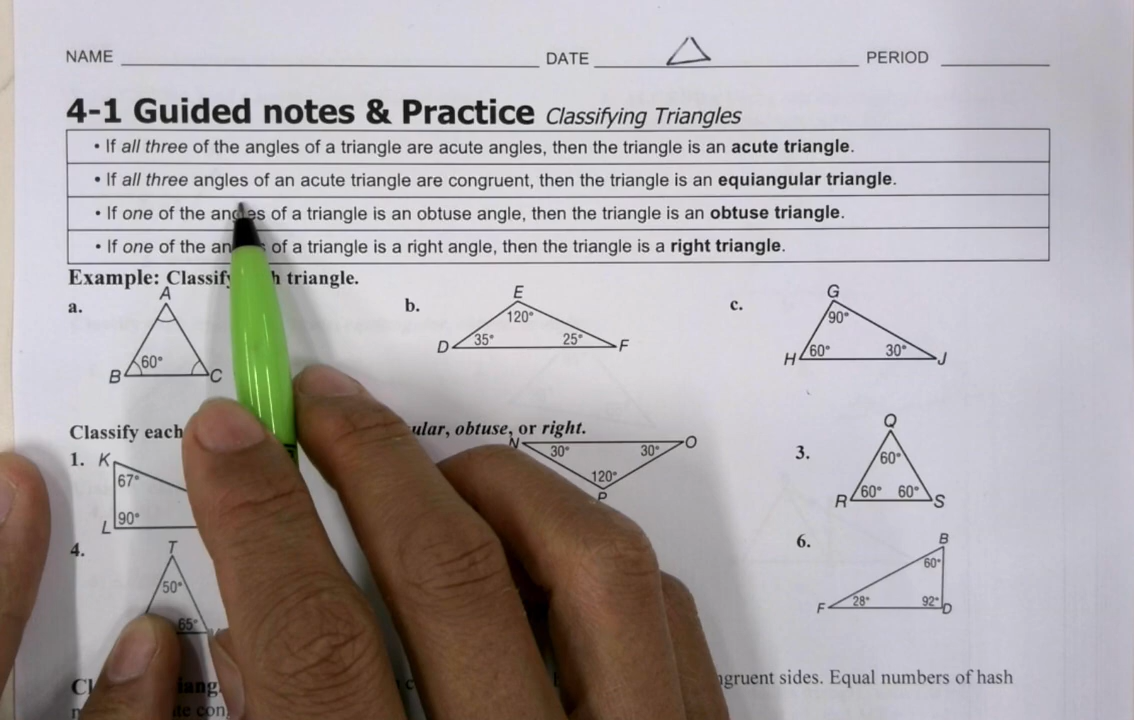 NAME DATE PERIOD
4-1 Guided notes & Practice Classifying Triangles
• If all three of the angles of a triangle are acute angles, then the triangle is an acute triangle.
• If all three angles of an acute triangle are congruent, then the triangle is an equiangular triangle.
• If one of the angles of a triangle is an obtuse angle, then the triangle is an obtuse triangle.
• If one of the of a triangle is a right angle, then the triangle is a right triangle.
Example: Classify triangle.
a. A 60° B C
b. E 120° D 35° 25° F
c. G 90° H 60° 30° J
Classify each obtuse, or right.
1. K 67° L 90°
N 30° 30° O 120° P
3. Q 60° R 60° 60° S
4. T 50° 65°
6. B 60° F 28° 92° D
sides. Equal numbers of hash